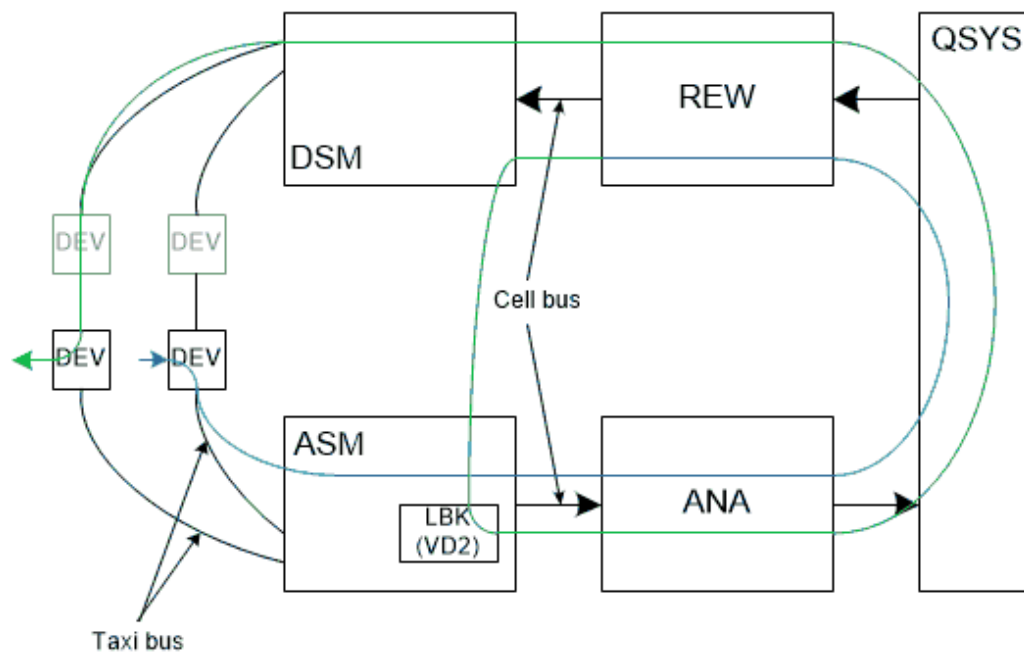 QSYS
REW
DSM
DEV
DEV
Cell bus
DEV
DEV
ASM
ANA
LBK
(VD2)
Taxi bus